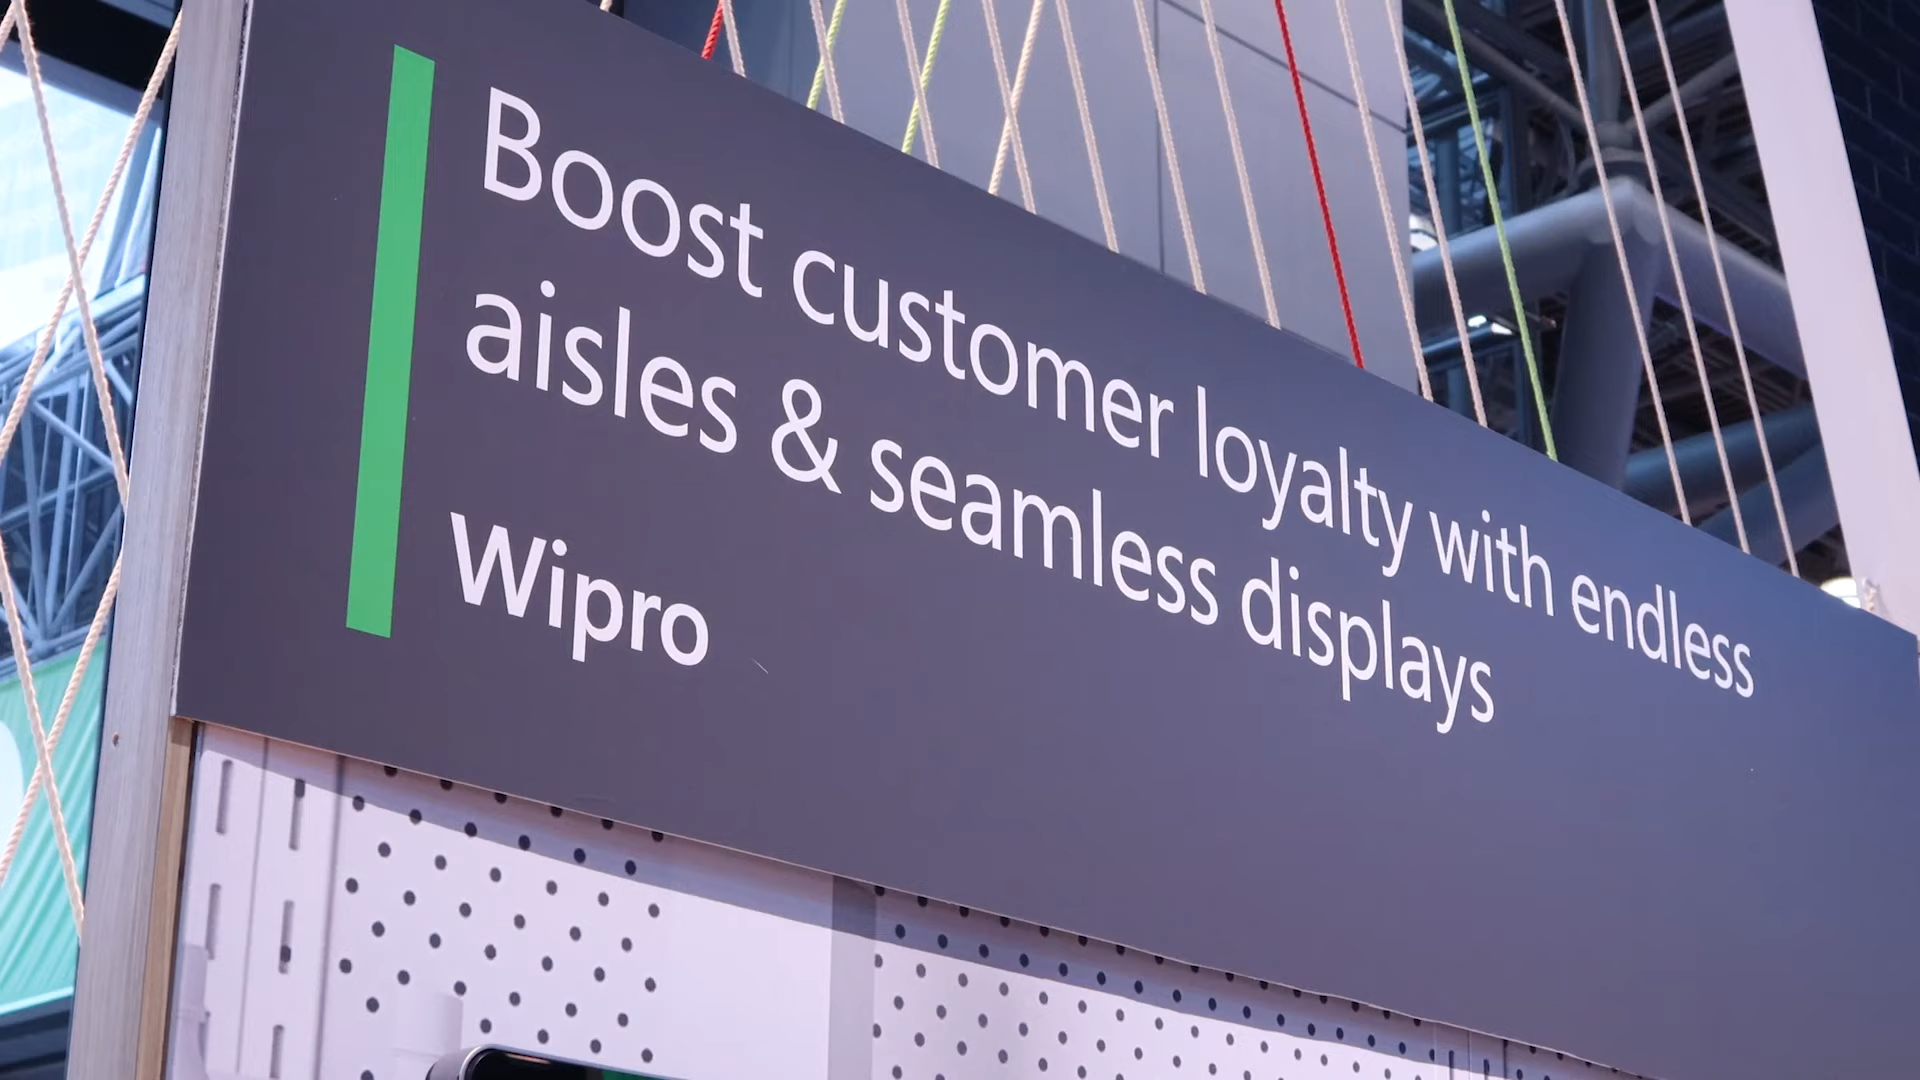 Boost customer loyalty with endless
aisles & seamless displays
Wipro